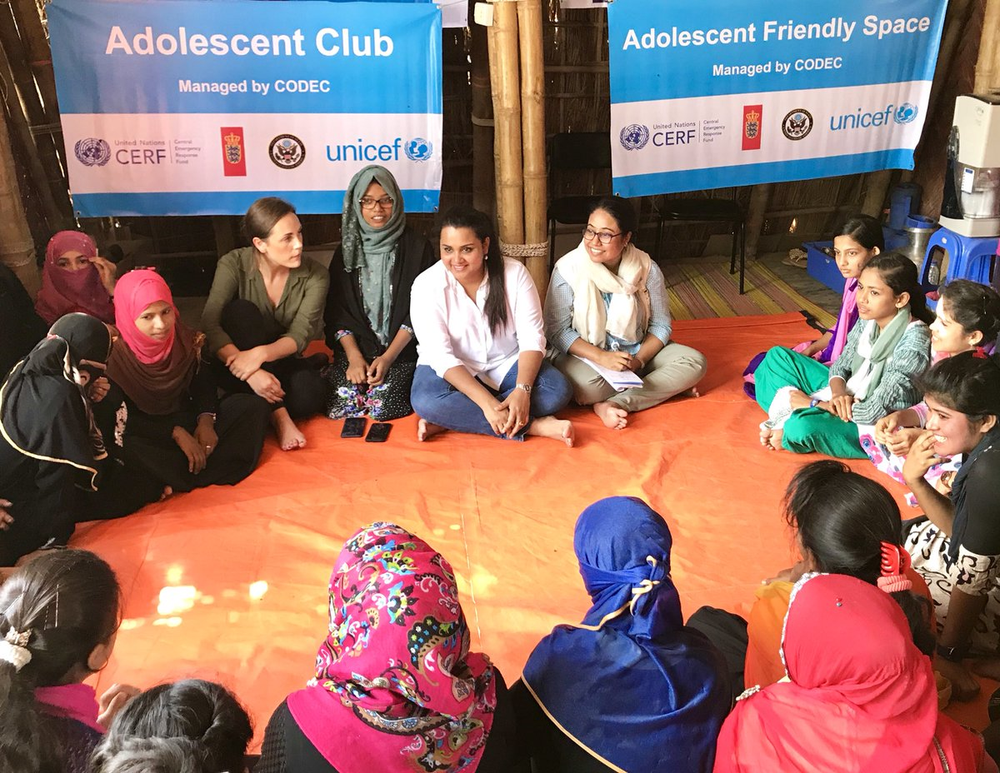 Adolescent Club
Managed by CODEC
United Nations
CERF
Central
Emergency
Response
Fund
unicef
Adolescent Friendly Space
Managed by CODEC
United Nations
CERF
Central
Emergency
Response
Fund
unicef